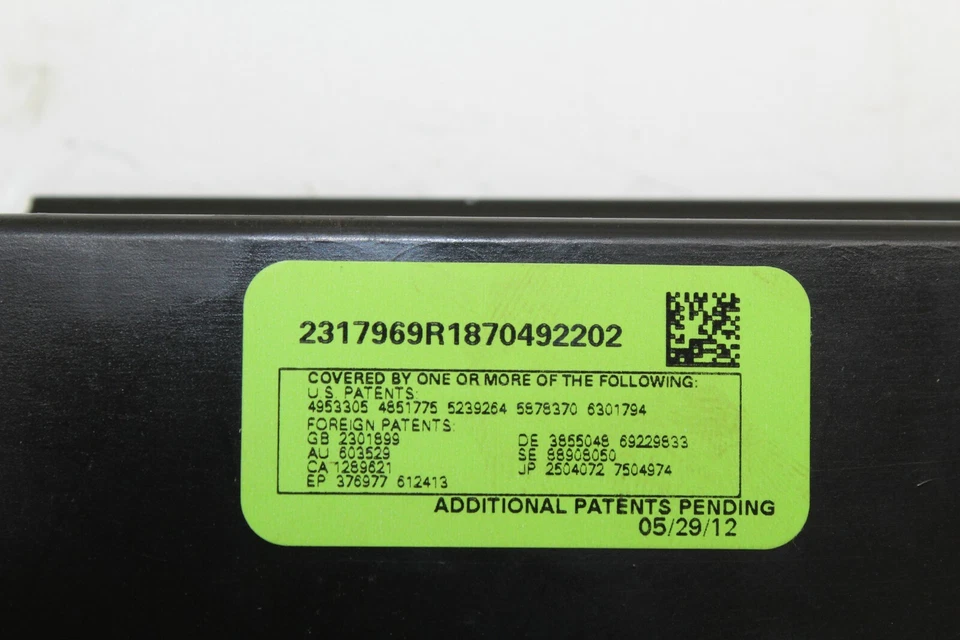 2317969R1870492202
COVERED BY ONE OR MORE OF THE FOLLOWING:
U.S. PATENTS:
4953305 4851775 5239264 5878370 6301794
FOREIGN PATENTS:
GB 2301899
DE 3855048 69229833
AU 603529
SE 88908050
CA 1289621
JP 2504072 7504974
EP 376977 612413
ADDITIONAL PATENTS PENDING
05/29/12